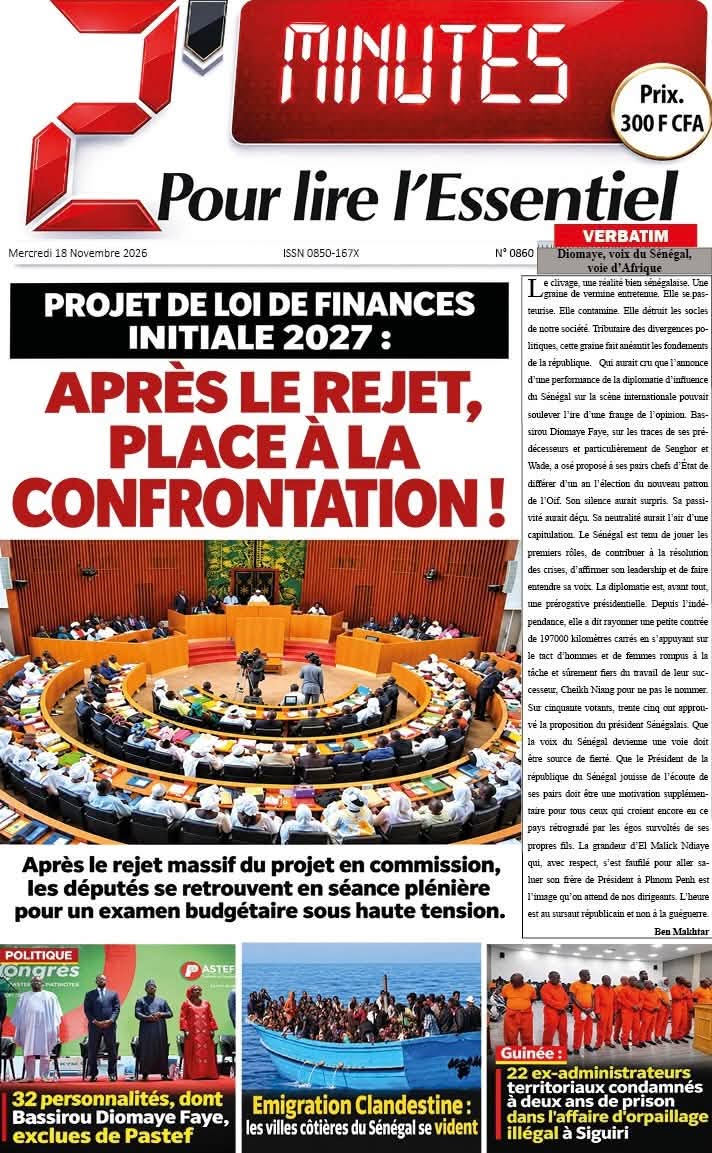 2' MINUTES
Prix.
300 F CFA
Pour lire l'Essentiel
Mercredi 18 Novembre 2026
ISSN 0850-167X
N° 0860
PROJET DE LOI DE FINANCES
INITIALE 2027 :
APRÈS LE REJET,
PLACE À LA
CONFRONTATION !
Après le rejet massif du projet en commission,
les députés se retrouvent en séance plénière
pour un examen budgétaire sous haute tension.
VERBATIM
Diomaye, voix du Sénégal,
voie d'Afrique
Le clivage, une réalité bien sénégalaise. Une
graine de vermine entretenue. Elle se pas-
teurise. Elle contamine. Elle détruit les socles
de notre société. Tributaire des divergences po-
litiques, cette graine fait anéantit les fondements
de la république. Qui aurait cru que l'annonce
d'une performance de la diplomatie d'influence
du Sénégal sur la scène internationale pouvait
soulever l'ire d'une frange de l'opinion. Bas-
sirou Diomaye Faye, sur les traces de ses pré-
décesseurs et particulièrement de Senghor et
Wade, a osé proposé à ses pairs chefs d'État de
différer d'un an l'élection du nouveau patron
de l'Oif. Son silence aurait surpris. Sa passi-
vité aurait déçu. Sa neutralité aurait l'air d'une
capitulation. Le Sénégal est tenu de jouer les
premiers rôles, de contribuer à la résolution
des crises, d'affirmer son leadership et de faire
entendre sa voix. La diplomatie est, avant tout,
une prérogative présidentielle. Depuis l'indé-
pendance, elle a dit rayonner une petite contrée
de 197000 kilomètres carrés en s'appuyant sur
le tact d'hommes et de femmes rompus à la
tâche et sûrement fiers du travail de leur suc-
cesseur, Cheikh Niang pour ne pas le nommer.
Sur cinquante votants, trente cinq ont approu-
vé la proposition du président Sénégalais. Que
la voix du Sénégal devienne une voie doit
être source de fierté. Que le Président de la
république du Sénégal jouisse de l'écoute de
ses pairs doit être une motivation supplémen-
taire pour tous ceux qui croient encore en ce
pays rétrogradé par les égos survoltés de ses
propres fils. La grandeur d'El Malick Ndiaye
qui, avec respect, s'est faufilé pour aller sa-
luer son frère de Président à Phnom Penh est
l'image qu'on attend de nos dirigeants. L'heure
est au sursaut républicain et non à la guéguerre.
Ben Makhtar
POLITIQUE
Congrès
PASTEF
32 personnalités, dont
Bassirou Diomaye Faye,
exclues de Pastef
Emigration Clandestine :
les villes côtières du Sénégal se vident
Guinée :
22 ex-administrateurs
territoriaux condamnés
à deux ans de prison
dans l'affaire d'orpaillage
illégal à Siguiri